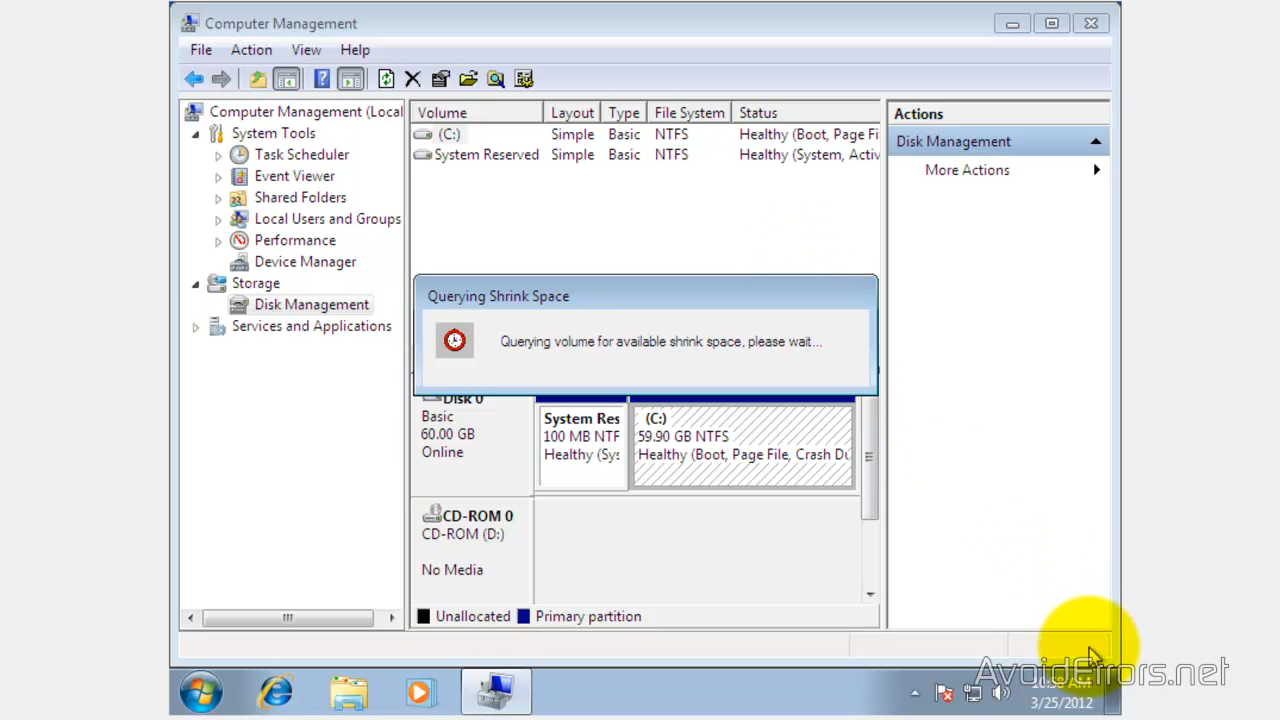 Computer Management
File Action View Help
Computer Management (Local
System Tools
Task Scheduler
Event Viewer
Shared Folders
Local Users and Groups
Performance
Device Manager
Storage
Disk Management
Services and Applications
Volume Layout Type File System Status
(C:) Simple Basic NTFS Healthy (Boot, Page Fi
System Reserved Simple Basic NTFS Healthy (System, Activ
Actions
Disk Management
More Actions
Querying Shrink Space
Querying volume for available shrink space, please wait...
Disk 0
Basic
60.00 GB
Online
System Res
100 MB NTF
Healthy (Sys
(C:)
59.90 GB NTFS
Healthy (Boot, Page File, Crash Du
CD-ROM 0
CD-ROM (D:)
No Media
Unallocated Primary partition
AvoidErrors.net
10:58 AM
3/25/2012